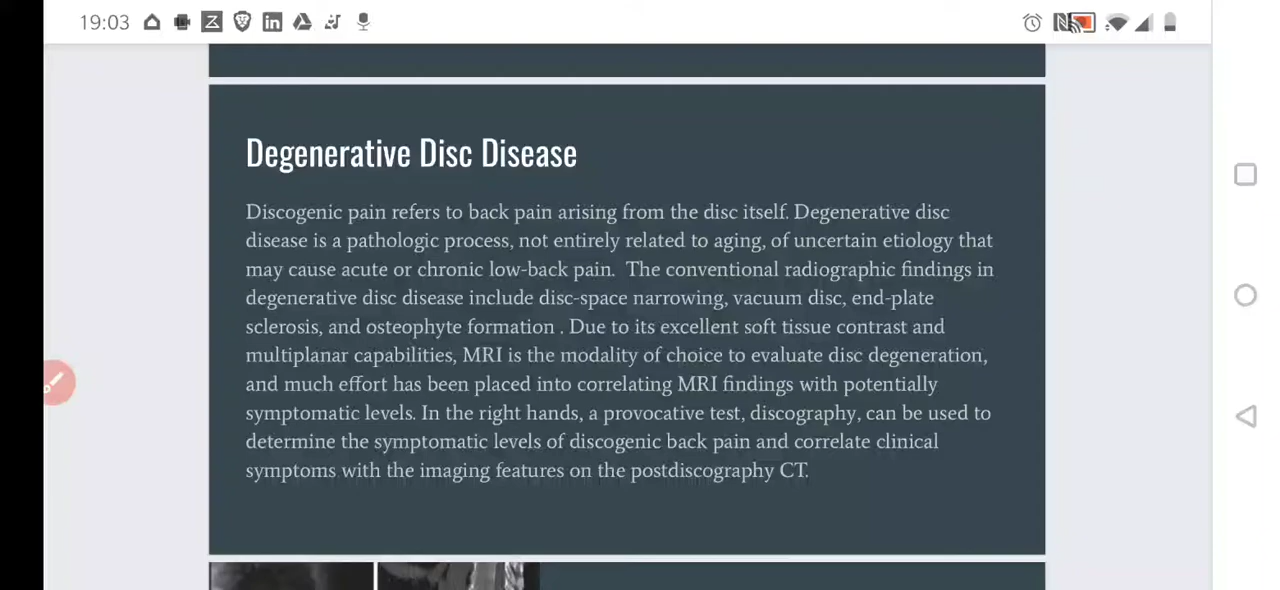 19:03
Degenerative Disc Disease
Discogenic pain refers to back pain arising from the disc itself. Degenerative disc
disease is a pathologic process, not entirely related to aging, of uncertain etiology that
may cause acute or chronic low-back pain.  The conventional radiographic findings in
degenerative disc disease include disc-space narrowing, vacuum disc, end-plate
sclerosis, and osteophyte formation . Due to its excellent soft tissue contrast and
multiplanar capabilities, MRI is the modality of choice to evaluate disc degeneration,
and much effort has been placed into correlating MRI findings with potentially
symptomatic levels. In the right hands, a provocative test, discography, can be used to
determine the symptomatic levels of discogenic back pain and correlate clinical
symptoms with the imaging features on the postdiscography CT.